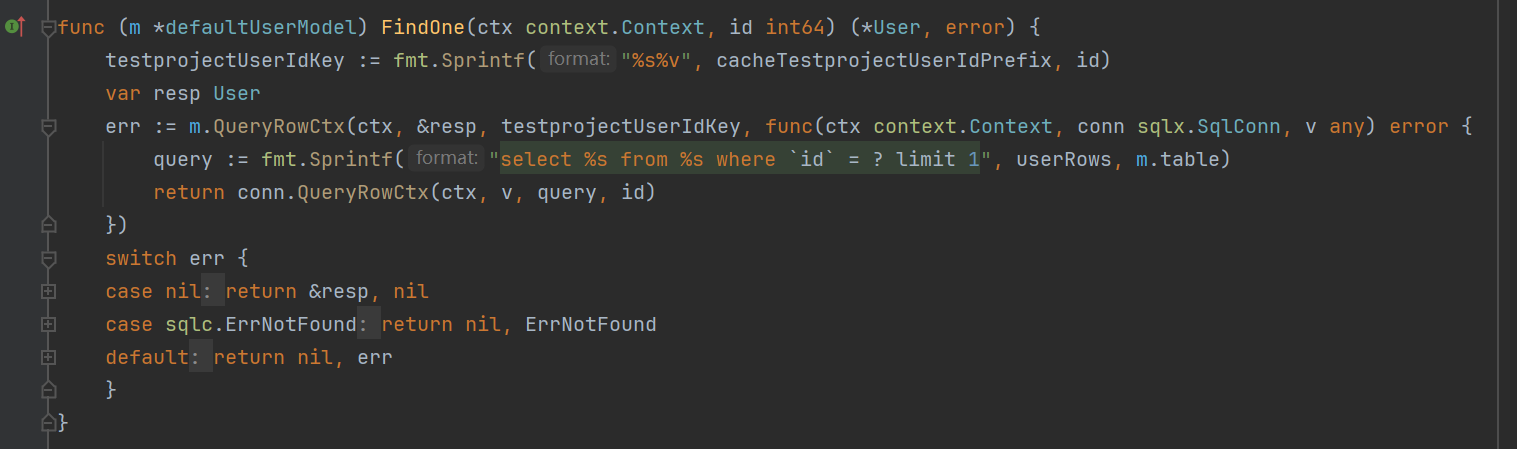 func (m *defaultUserModel) FindOne(ctx context.Context, id int64) (*User, error) {
    testprojectUserIdKey := fmt.Sprintf( format: "%s%v", cacheTestprojectUserIdPrefix, id)
    var resp User
    err := m.QueryRowCtx(ctx, &resp, testprojectUserIdKey, func(ctx context.Context, conn sqlx.SqlConn, v any) error {
        query := fmt.Sprintf( format: "select %s from %s where `id` = ? limit 1", userRows, m.table)
        return conn.QueryRowCtx(ctx, v, query, id)
    })
    switch err {
    case nil: return &resp, nil
    case sqlc.ErrNotFound: return nil, ErrNotFound
    default: return nil, err
    }
}